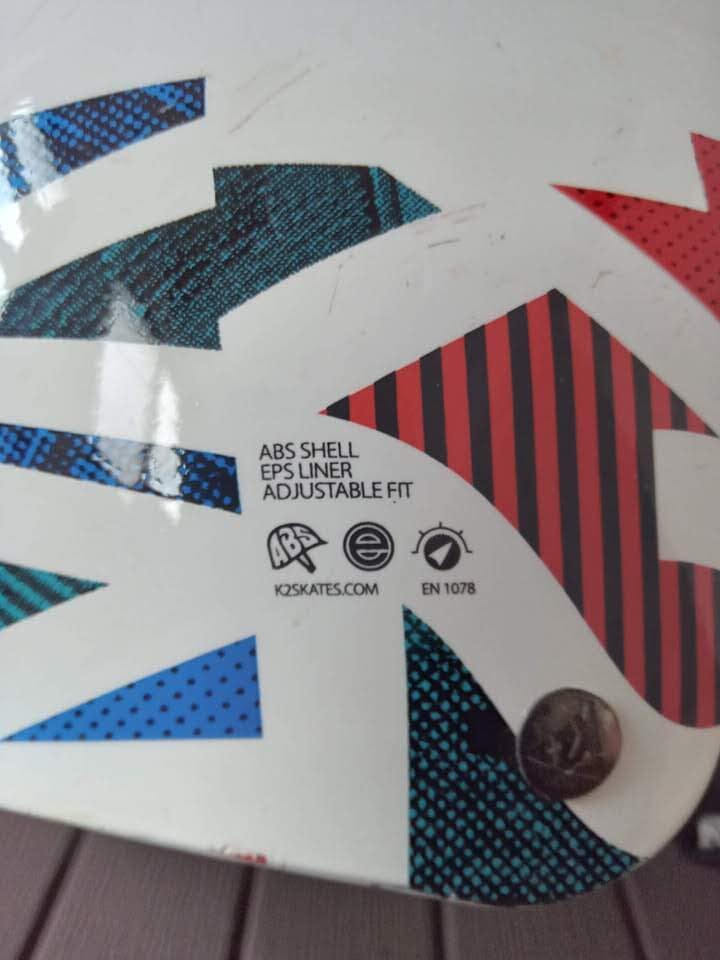 ABS SHELL
EPS LINER
ADJUSTABLE FIT
ABS
e
K2SKATES.COM
EN 1078